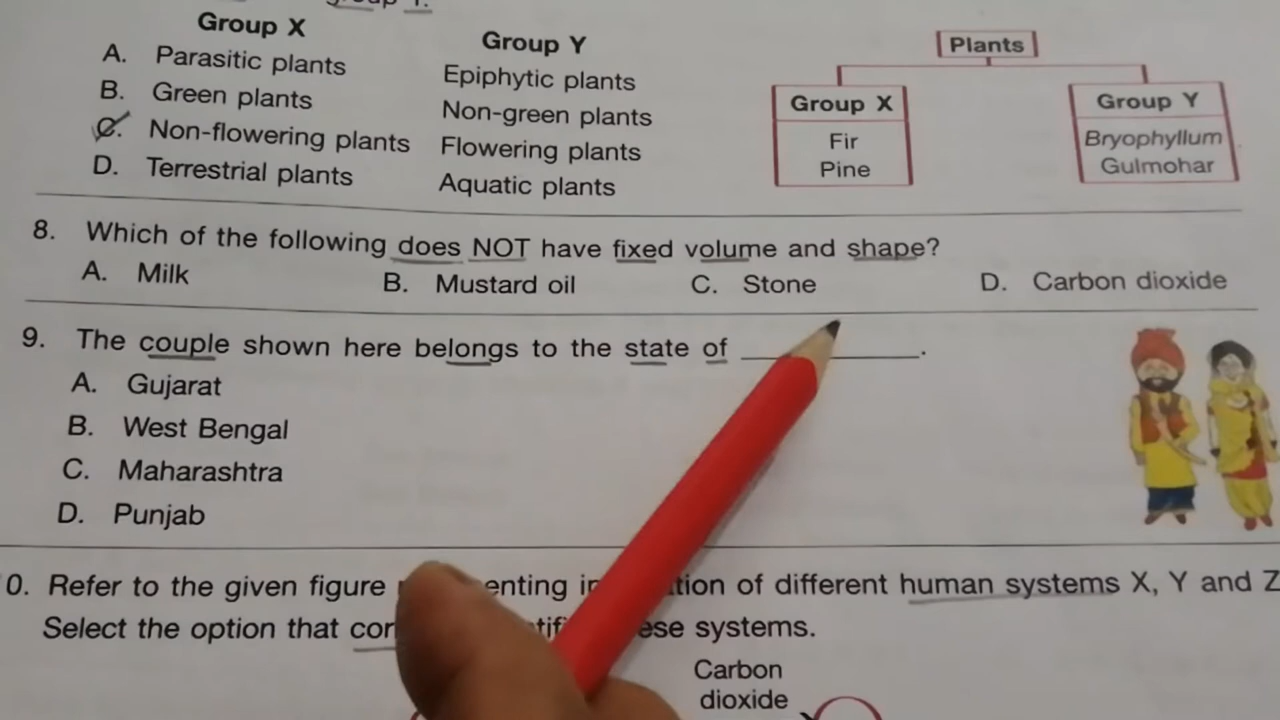 Group X
Group Y
A. Parasitic plants Epiphytic plants
B. Green plants Non-green plants
C. Non-flowering plants Flowering plants
D. Terrestrial plants Aquatic plants
Plants
Group X
Fir
Pine
Group Y
Bryophyllum
Gulmohar
8. Which of the following does NOT have fixed volume and shape?
A. Milk B. Mustard oil C. Stone D. Carbon dioxide
9. The couple shown here belongs to the state of __________.
A. Gujarat
B. West Bengal
C. Maharashtra
D. Punjab
0. Refer to the given figure of different human systems X, Y and Z
Select the option that systems.
Carbon
dioxide